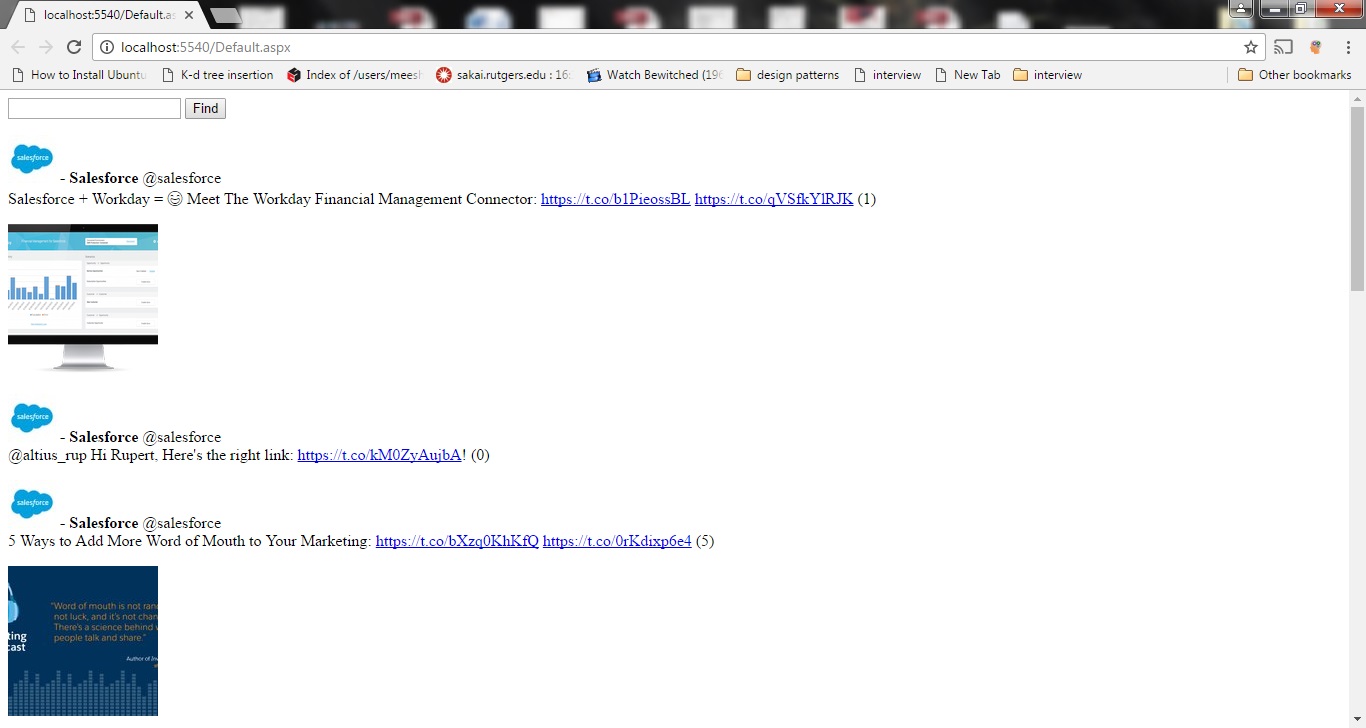 localhost:5540/Default.as
localhost:5540/Default.aspx
How to Install Ubuntu
K-d tree insertion
Index of /users/meesh
sakai.rutgers.edu : 16:
Watch Bewitched (196
design patterns
interview
New Tab
interview
Other bookmarks
Find
salesforce
- Salesforce @salesforce
Salesforce + Workday = 😄 Meet The Workday Financial Management Connector: https://t.co/b1PieossBL https://t.co/qVSfkYlRJK (1)
salesforce
- Salesforce @salesforce
@altius_rup Hi Rupert, Here's the right link: https://t.co/kM0ZyAujbA! (0)
salesforce
- Salesforce @salesforce
5 Ways to Add More Word of Mouth to Your Marketing: https://t.co/bXzq0KhKfQ https://t.co/0rKdixp6e4 (5)
"Word of mouth is not ran
not luck, and it's not chan
There's a science behind w
people talk and share."
ting
cast
Author of Inv